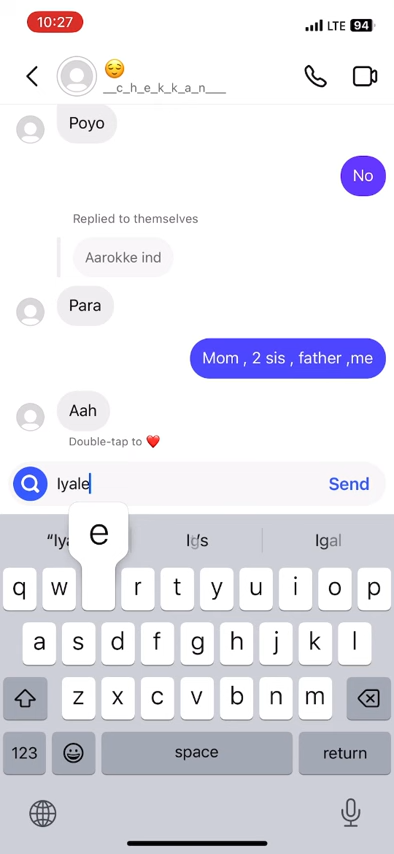 10:27
LTE 94
__c_h_e_k_k_a_n____
Poyo
No
Replied to themselves
Aarokke ind
Para
Mom , 2 sis , father ,me
Aah
Double-tap to ❤️
Iyale
Send
e
Igal
q w r t y u i o p
a s d f g h j k l
z x c v b n m
123 space return